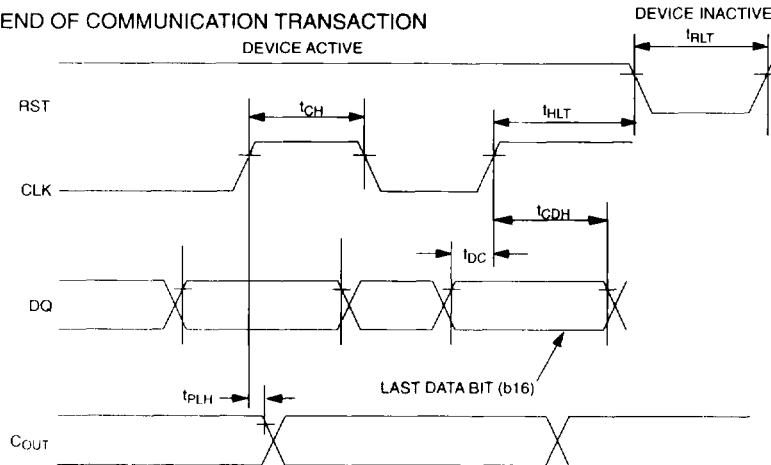 END OF COMMUNICATION TRANSACTION
DEVICE INACTIVE
DEVICE ACTIVE
tRLT
RST
tCH
tHLT
CLK
tCDH
tDC
DQ
LAST DATA BIT (b16)
tPLH
COUT